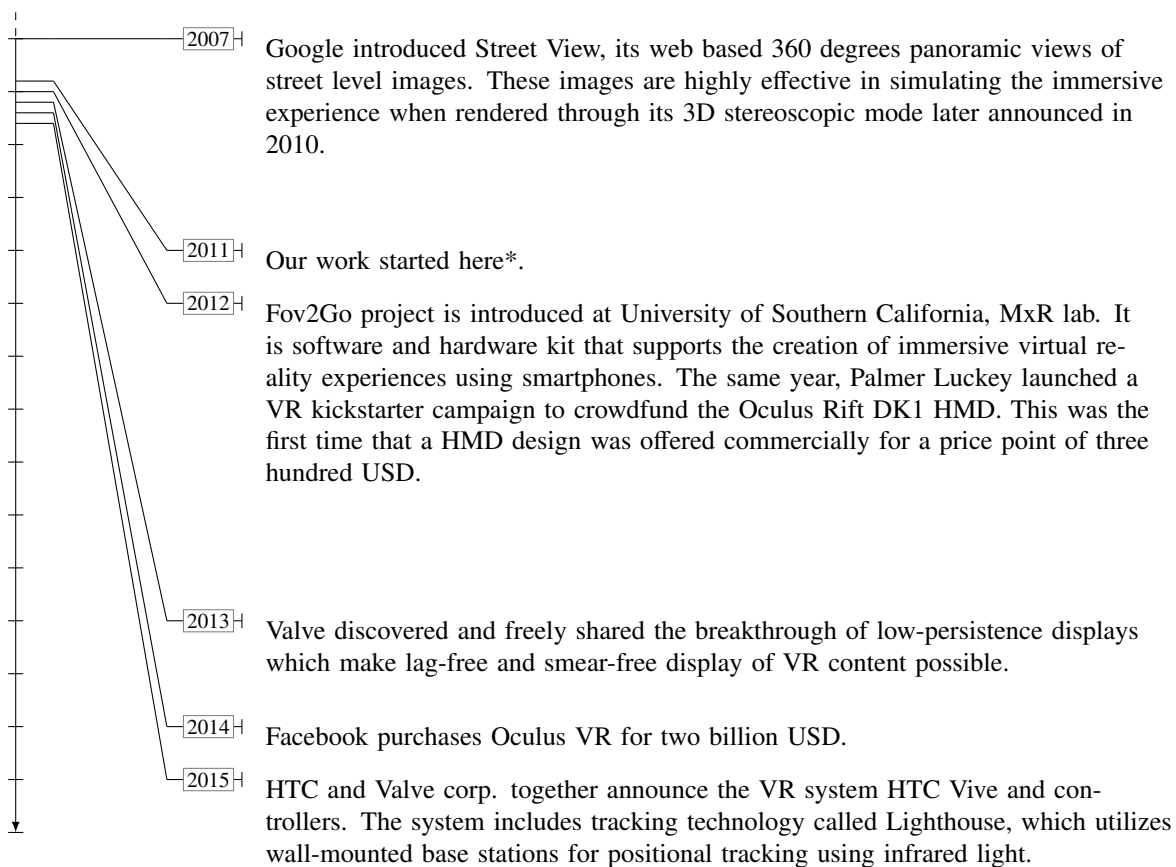 2007
Google introduced Street View, its web based 360 degrees panoramic views of
street level images. These images are highly effective in simulating the immersive
experience when rendered through its 3D stereoscopic mode later announced in
2010.
2011
Our work started here*.
2012
Fov2Go project is introduced at University of Southern California, MxR lab. It
is software and hardware kit that supports the creation of immersive virtual re-
ality experiences using smartphones. The same year, Palmer Luckey launched a
VR kickstarter campaign to crowdfund the Oculus Rift DK1 HMD. This was the
first time that a HMD design was offered commercially for a price point of three
hundred USD.
2013
Valve discovered and freely shared the breakthrough of low-persistence displays
which make lag-free and smear-free display of VR content possible.
2014
Facebook purchases Oculus VR for two billion USD.
2015
HTC and Valve corp. together announce the VR system HTC Vive and con-
trollers. The system includes tracking technology called Lighthouse, which utilizes
wall-mounted base stations for positional tracking using infrared light.